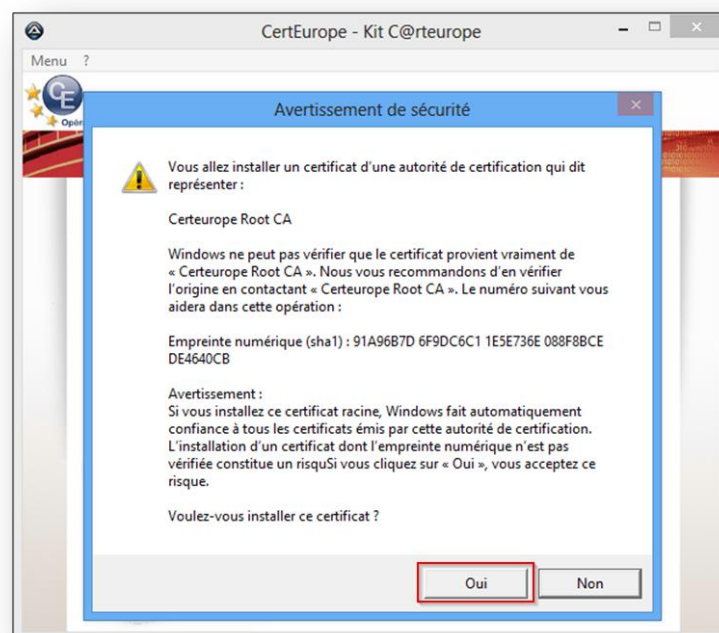 CertEurope - Kit C@rteurope
Menu ?
CE
Avertissement de sécurité
Vous allez installer un certificat d'une autorité de certification qui dit
représenter :
Certeurope Root CA
Windows ne peut pas vérifier que le certificat provient vraiment de
« Certeurope Root CA ». Nous vous recommandons d'en vérifier
l'origine en contactant « Certeurope Root CA ». Le numéro suivant vous
aidera dans cette opération :
Empreinte numérique (sha1) : 91A96B7D 6F9DC6C1 1E5E736E 088F8BCE
DE4640CB
Avertissement :
Si vous installez ce certificat racine, Windows fait automatiquement
confiance à tous les certificats émis par cette autorité de certification.
L'installation d'un certificat dont l'empreinte numérique n'est pas
vérifiée constitue un risquSi vous cliquez sur « Oui », vous acceptez ce
risque.
Voulez-vous installer ce certificat ?
Oui Non